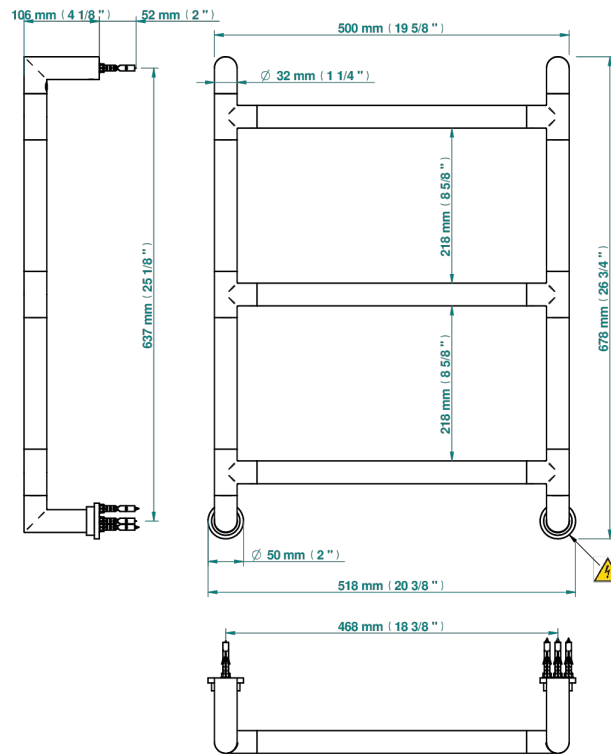 106 mm ( 4 1/8 " )
52 mm ( 2 " )
500 mm ( 19 5/8 " )
Ø 32 mm ( 1 1/4 " )
218 mm ( 8 5/8 " )
637 mm ( 25 1/8 " )
678 mm ( 26 3/4 " )
218 mm ( 8 5/8 " )
Ø 50 mm ( 2 " )
518 mm ( 20 3/8 " )
468 mm ( 18 3/8 " )